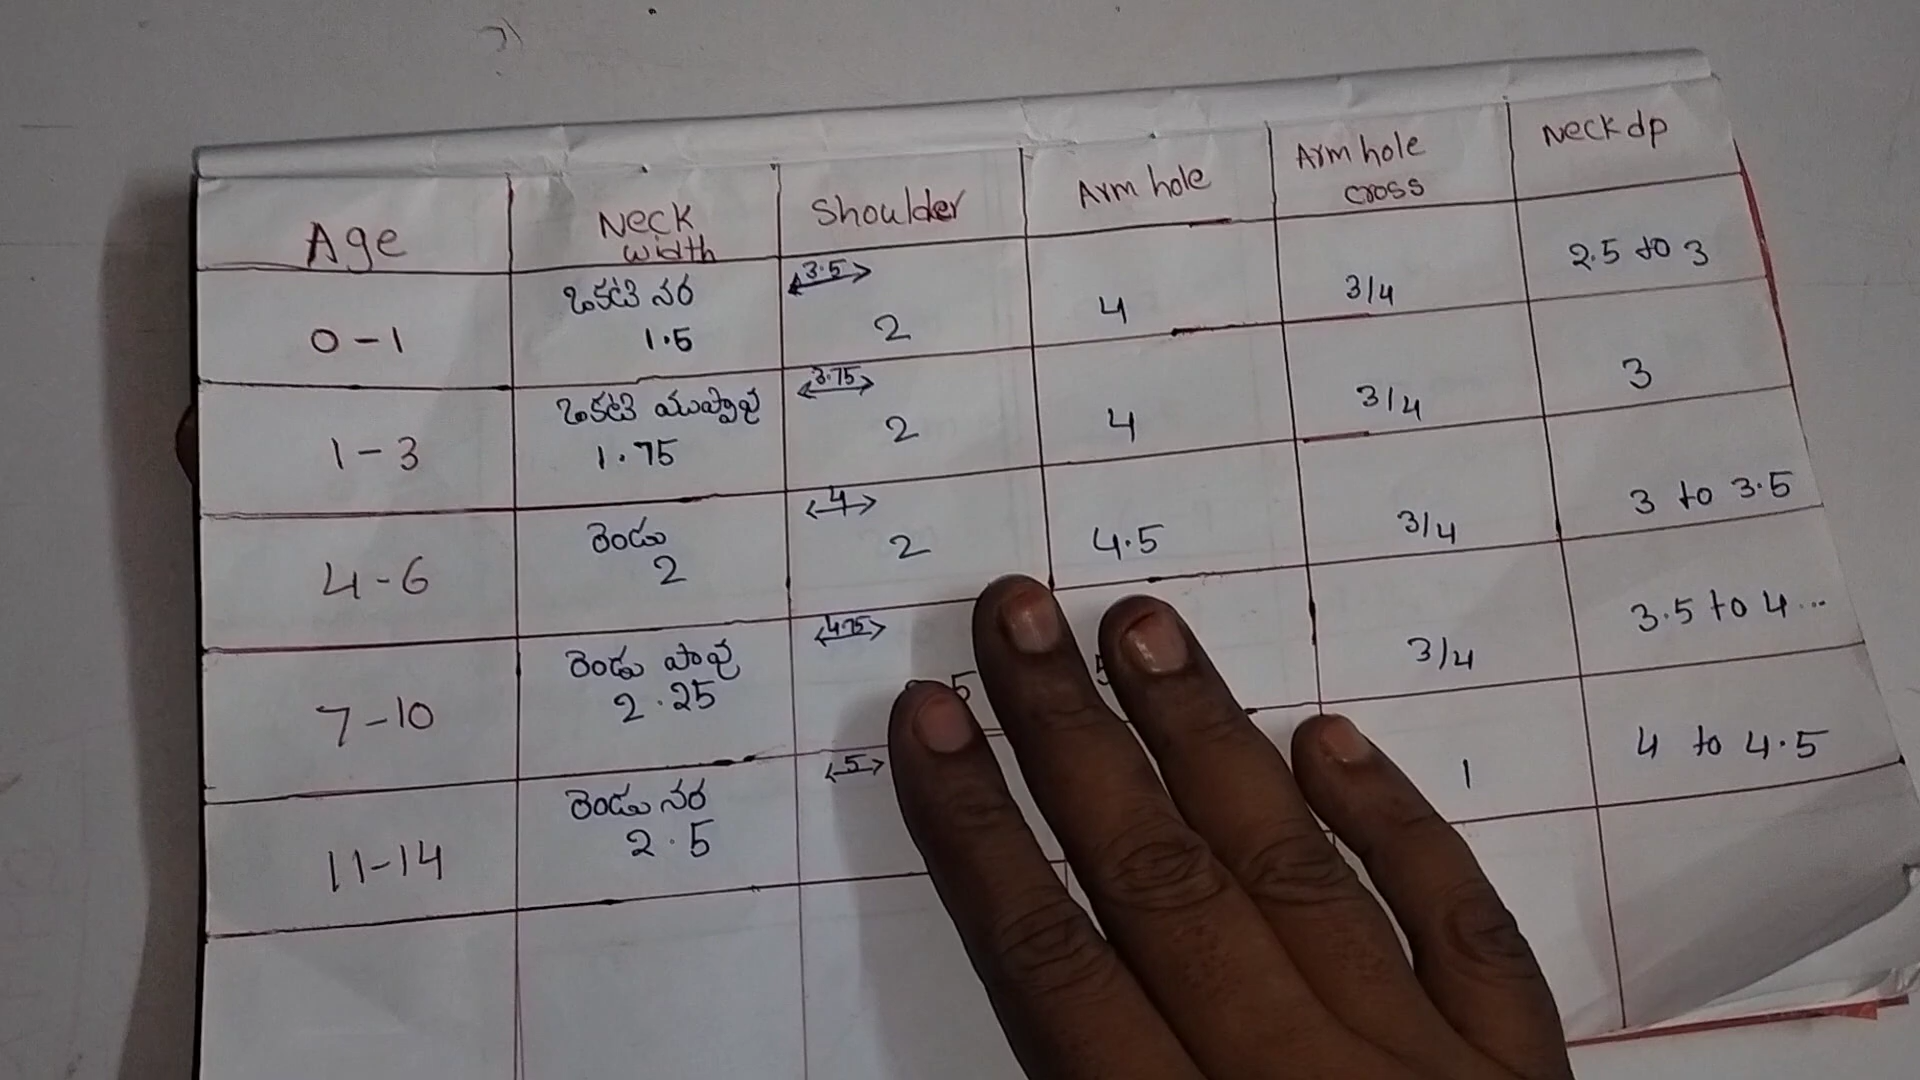 Age
Neck width
Shoulder
Arm hole
Arm hole cross
Neck dp
0-1
ఒకటి నర
1.5
3.5
2
4
3/4
2.5 to 3
1-3
ఒకటి ముప్పావు
1.75
3.75
2
4
3/4
3
4-6
రెండు
2
4
2
4.5
3/4
3 to 3.5
7-10
రెండు పావు
2.25
4.75
3/4
3.5 to 4...
11-14
రెండు నర
2.5
5
1
4 to 4.5